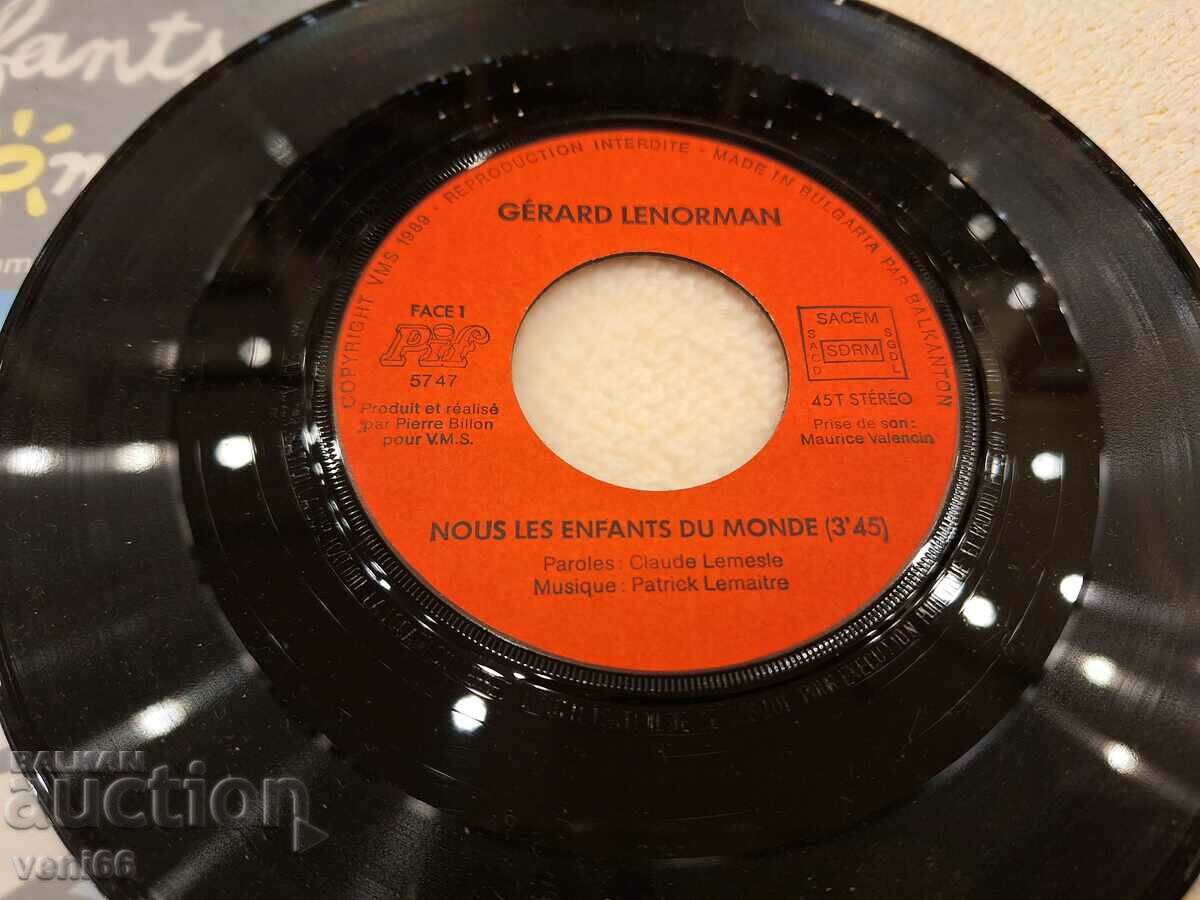 fants
COPYRIGHT VMS 1989 • REPRODUCTION INTERDITE - MADE IN BULGARIA PAR BALKANTON
GÉRARD LENORMAN
FACE 1
Pif
5747
Produit et réalisé
par Pierre Billon
pour V.M.S.
SACEM
SACD
SDRM
SGDL
45T STÉRÉO
Prise de son :
Maurice Valencin
NOUS LES ENFANTS DU MONDE (3'45)
Paroles : Claude Lemesle
Musique : Patrick Lemaitre
BALKAN
auction
veni66